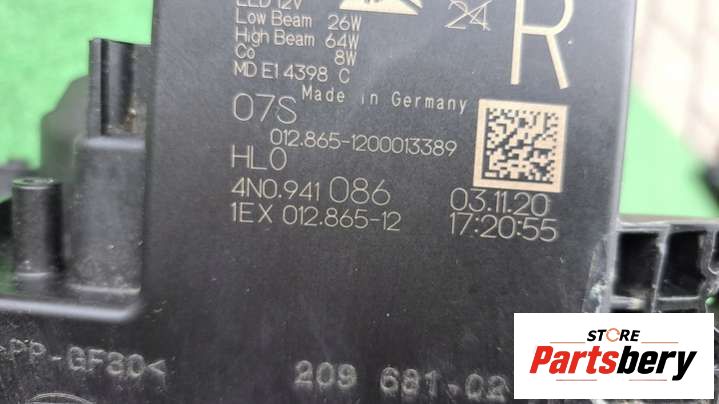 LED 12V
Low Beam 26W
High Beam 64W
Co 8W
MD E1 4398 C
24
R
Made in Germany
07S
012.865-1200013389
HLO
4N0.941 086
03.11.20
1EX 012.865-12
17:20:55
>PP-GF30<
209 681-02
STORE
Partsbery